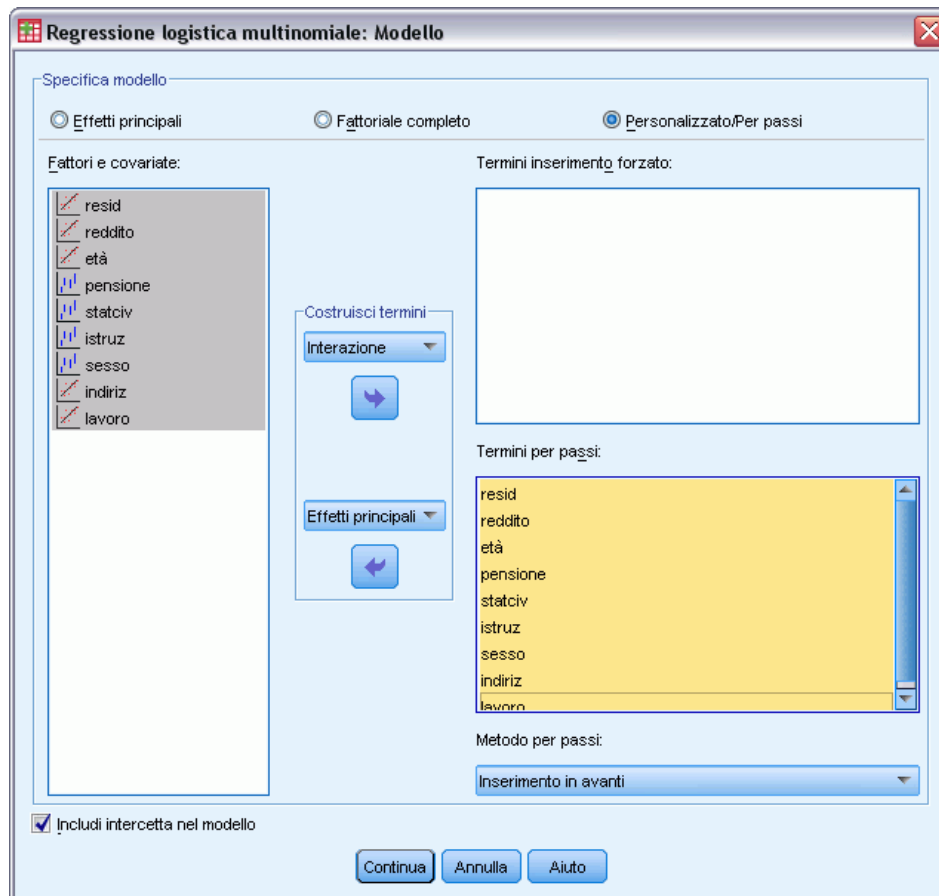 Regressione logistica multinomiale: Modello
Specifica modello
Effetti principali
Fattoriale completo
Personalizzato/Per passi
Fattori e covariate:
resid
reddito
età
pensione
statciv
istruz
sesso
indiriz
lavoro
Costruisci termini
Interazione
Effetti principali
Termini inserimento forzato:
Termini per passi:
resid
reddito
età
pensione
statciv
istruz
sesso
indiriz
lavoro
Metodo per passi:
Inserimento in avanti
Includi intercetta nel modello
Continua
Annulla
Aiuto